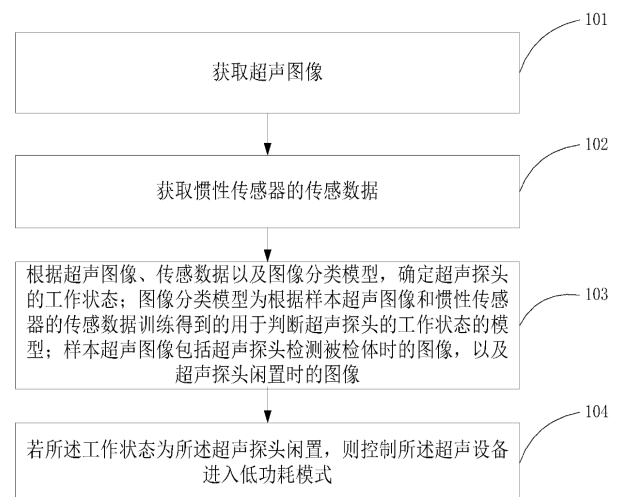 101
获取超声图像
102
获取惯性传感器的传感数据
根据超声图像、传感数据以及图像分类模型，确定超声探头
的工作状态；图像分类模型为根据样本超声图像和惯性传感
器的传感数据训练得到的用于判断超声探头的工作状态的模
型；样本超声图像包括超声探头检测被检体时的图像，以及
超声探头闲置时的图像
103
104
若所述工作状态为所述超声探头闲置，则控制所述超声设备
进入低功耗模式